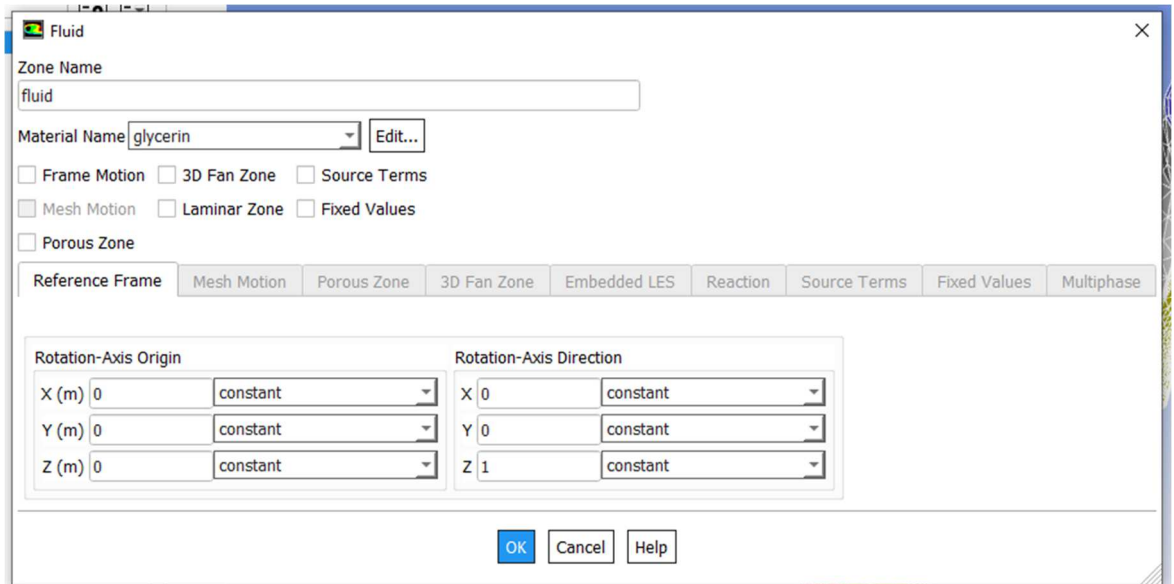 Fluid
Zone Name
fluid
Material Name glycerin Edit...
Frame Motion 3D Fan Zone Source Terms
Mesh Motion Laminar Zone Fixed Values
Porous Zone
Reference Frame Mesh Motion Porous Zone 3D Fan Zone Embedded LES Reaction Source Terms Fixed Values Multiphase
Rotation-Axis Origin Rotation-Axis Direction
X (m) 0 constant X 0 constant
Y (m) 0 constant Y 0 constant
Z (m) 0 constant Z 1 constant
OK Cancel Help